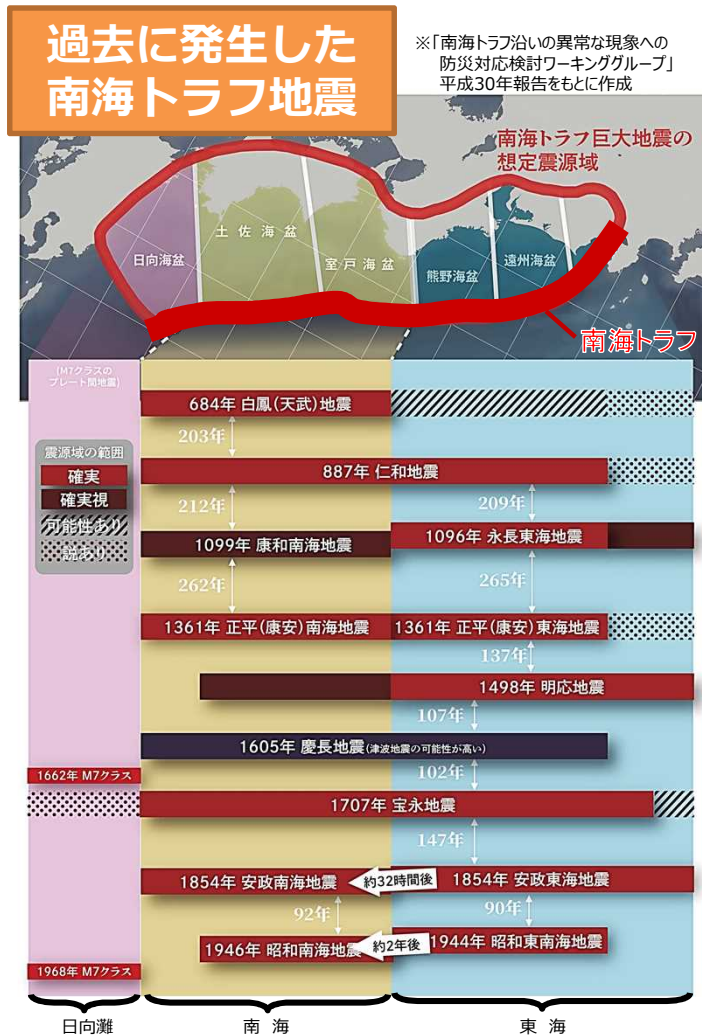 過去に発生した
南海トラフ地震
※「南海トラフ沿いの異常な現象への
防災対応検討ワーキンググループ」
平成30年報告をもとに作成
南海トラフ巨大地震の
想定震源域
日向海盆
土佐海盆
室戸海盆
熊野海盆
遠州海盆
南海トラフ
(M7クラスの
プレート間地震)
684年 白鳳(天武)地震
203年
震源域の範囲
確実
確実視
可能性あり
説あり
887年 仁和地震
212年
209年
1099年 康和南海地震
1096年 永長東海地震
262年
265年
1361年 正平(康安)南海地震
1361年 正平(康安)東海地震
137年
1498年 明応地震
107年
1605年 慶長地震(津波地震の可能性が高い)
102年
1662年 M7クラス
1707年 宝永地震
147年
1854年 安政南海地震
約32時間後
1854年 安政東海地震
92年
90年
1946年 昭和南海地震
約2年後
1944年 昭和東南海地震
1968年 M7クラス
日向灘
南海
東海